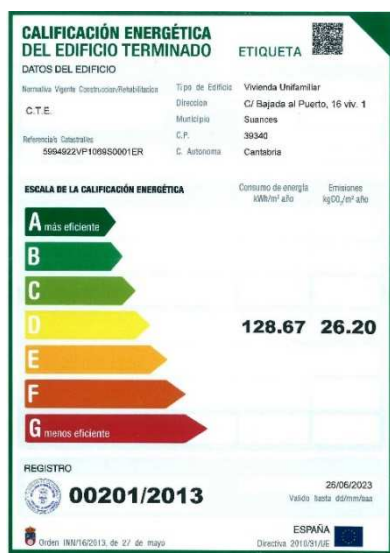 CALIFICACIÓN ENERGÉTICA
DEL EDIFICIO TERMINADO
ETIQUETA
DATOS DEL EDIFICIO
Normativa Vigente Construccion/Rehabilitacion
C.T.E.
Referencia/s Catastral/es
5994922VP1069S0001ER
Tipo de Edificio Vivienda Unifamiliar
Direccion C/ Bajada al Puerto, 16 viv. 1
Municipio Suances
C.P. 39340
C. Autonoma Cantabria
ESCALA DE LA CALIFICACIÓN ENERGÉTICA
Consumo de energía
kWh/m² año
Emisiones
kgCO₂/m² año
A más eficiente
B
C
D 128.67 26.20
E
F
G menos eficiente
REGISTRO
00201/2013
26/06/2023
Valido hasta dd/mm/aaa
Orden INN/16/2013, de 27 de mayo
ESPAÑA
Directiva 2010/31/UE